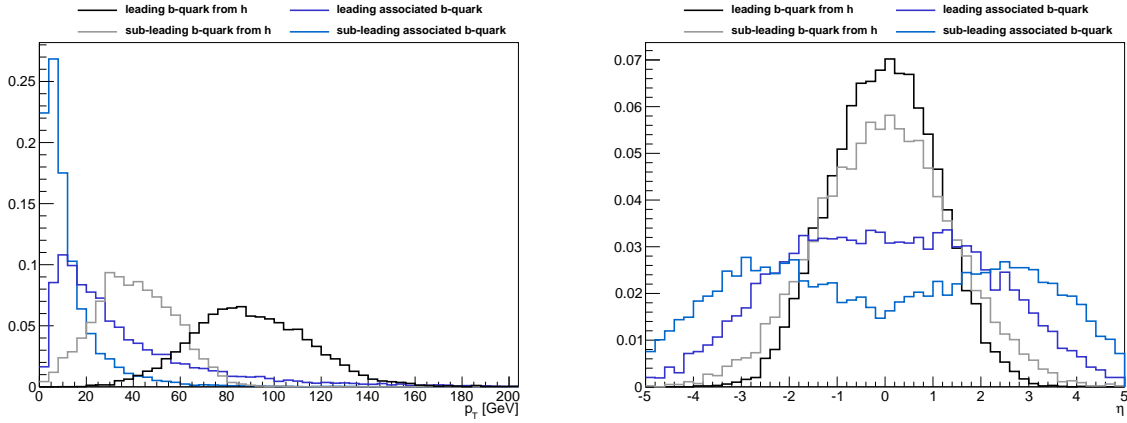 leading b-quark from h leading associated b-quark
sub-leading b-quark from h sub-leading associated b-quark
0.25
0.2
0.15
0.1
0.05
0
0 20 40 60 80 100 120 140 160 180 200
p_T [GeV]
leading b-quark from h leading associated b-quark
sub-leading b-quark from h sub-leading associated b-quark
0.07
0.06
0.05
0.04
0.03
0.02
0.01
0
-5 -4 -3 -2 -1 0 1 2 3 4 5
η